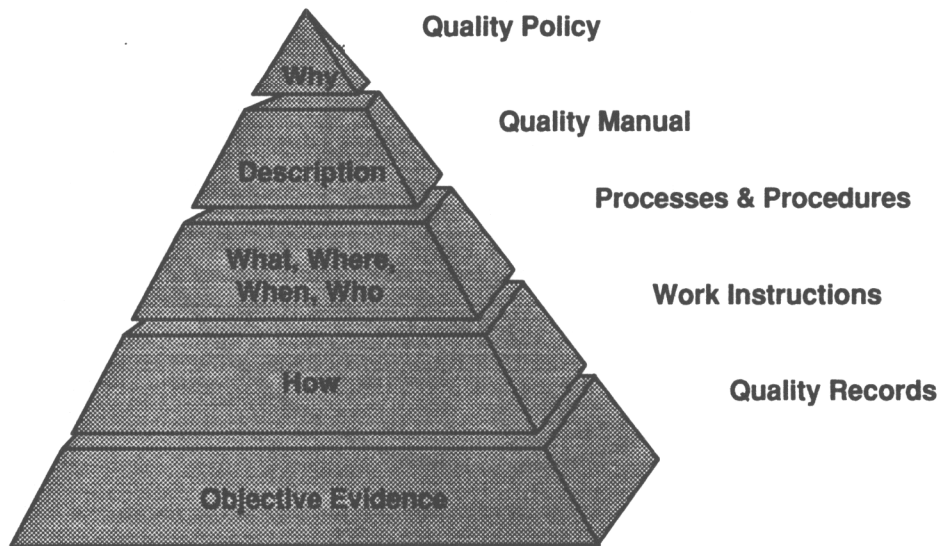 Quality Policy
Why
Quality Manual
Description
Processes & Procedures
What, Where,
When, Who
Work Instructions
How
Quality Records
Objective Evidence